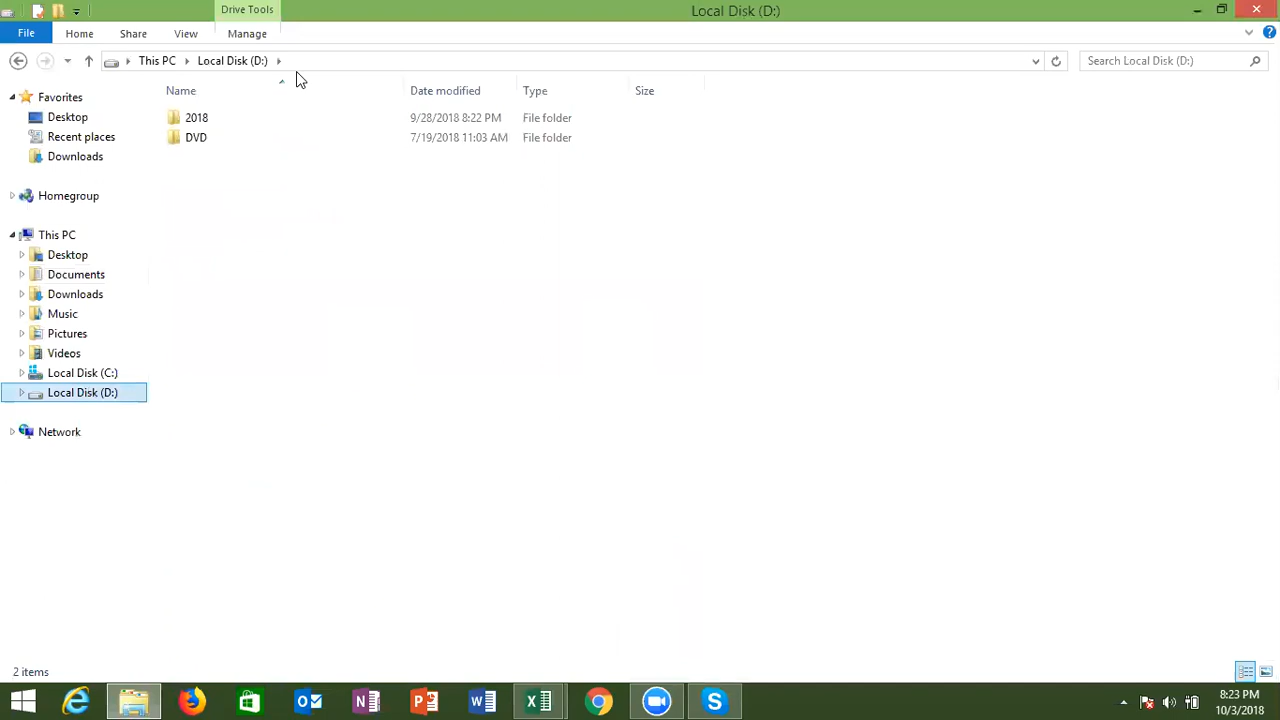 Drive Tools
Local Disk (D:)
File
Home
Share
View
Manage
This PC
Local Disk (D:)
Search Local Disk (D:)
Name
Date modified
Type
Size
2018
9/28/2018 8:22 PM
File folder
DVD
7/19/2018 11:03 AM
File folder
Favorites
Desktop
Recent places
Downloads
Homegroup
This PC
Desktop
Documents
Downloads
Music
Pictures
Videos
Local Disk (C:)
Local Disk (D:)
Network
2 items
8:23 PM
10/3/2018